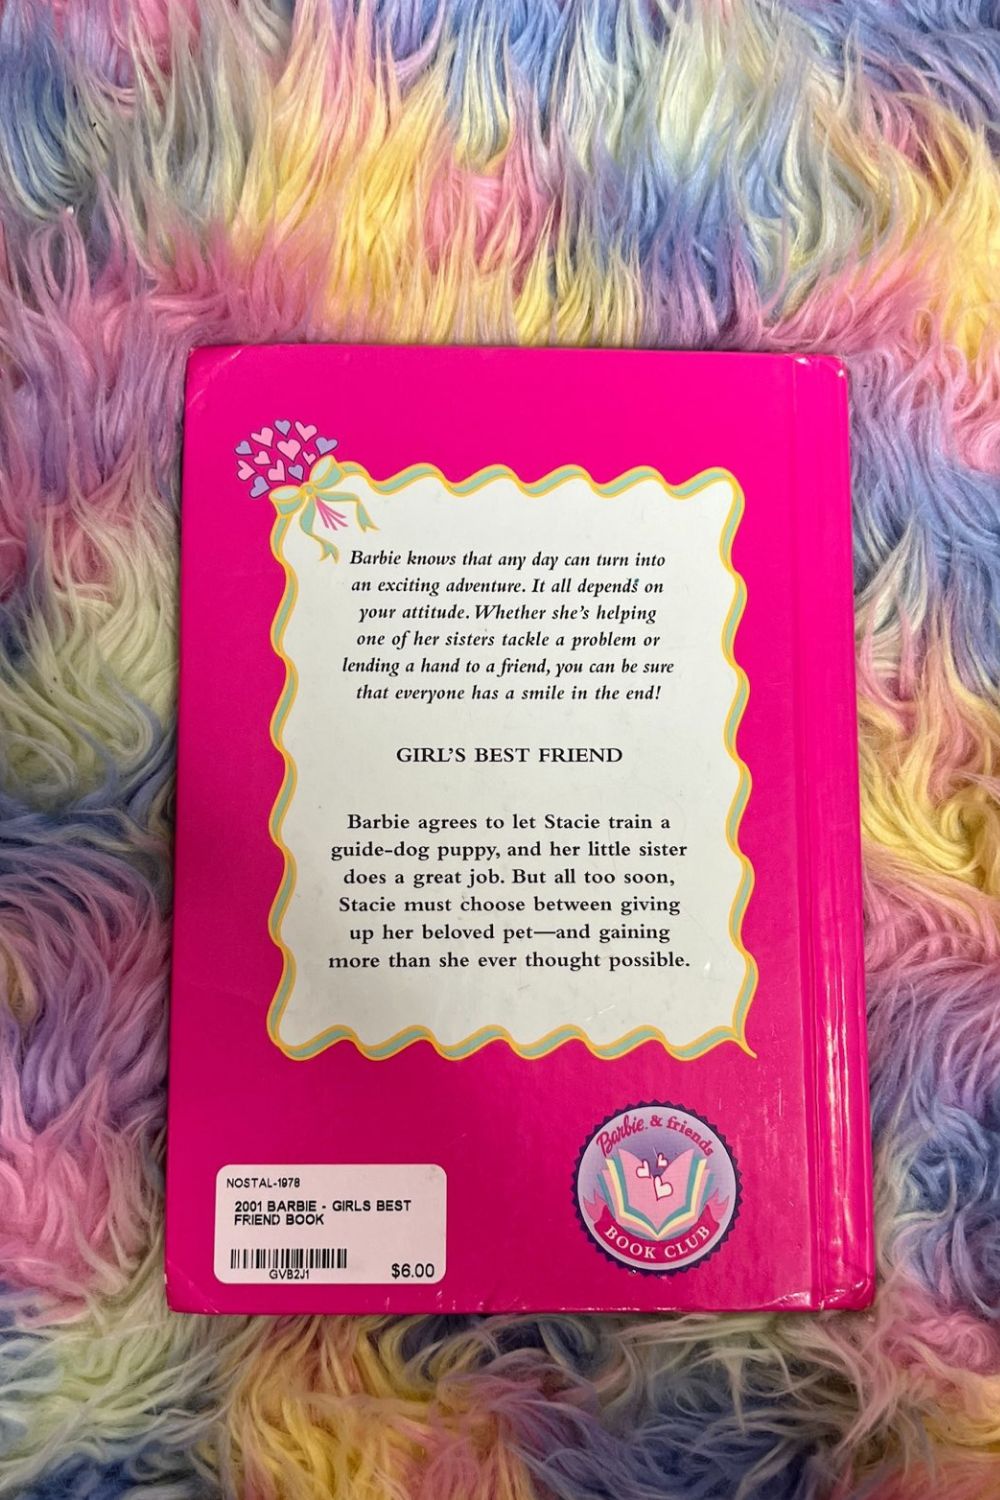 Barbie knows that any day can turn into
an exciting adventure. It all depends on
your attitude. Whether she's helping
one of her sisters tackle a problem or
lending a hand to a friend, you can be sure
that everyone has a smile in the end!
GIRL'S BEST FRIEND
Barbie agrees to let Stacie train a
guide-dog puppy, and her little sister
does a great job. But all too soon,
Stacie must choose between giving
up her beloved pet—and gaining
more than she ever thought possible.
Barbie & friends
BOOK CLUB
NOSTAL-1978
2001 BARBIE - GIRLS BEST
FRIEND BOOK
GVB2J1
$6.00